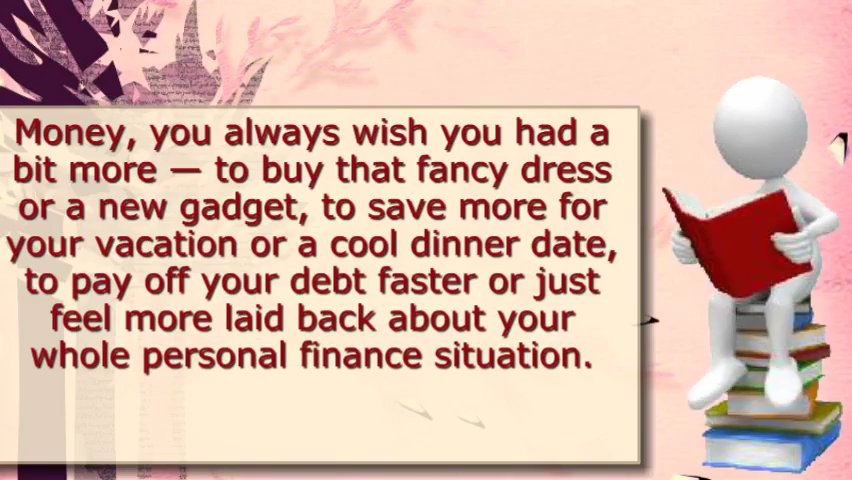 Money, you always wish you had a
bit more — to buy that fancy dress
or a new gadget, to save more for
your vacation or a cool dinner date,
to pay off your debt faster or just
feel more laid back about your
whole personal finance situation.